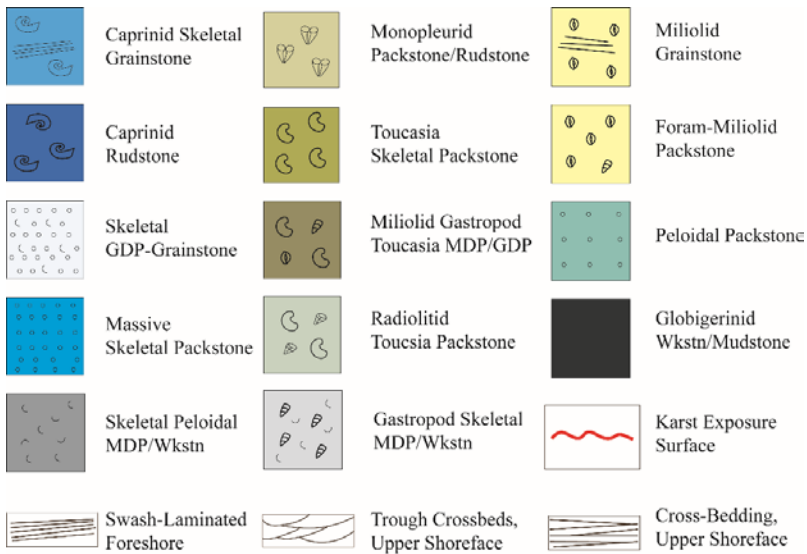 Caprinid Skeletal
Grainstone
Monopleurid
Packstone/Rudstone
Miliolid
Grainstone
Caprinid
Rudstone
Toucasia
Skeletal Packstone
Foram-Miliolid
Packstone
Skeletal
GDP-Grainstone
Miliolid Gastropod
Toucasia MDP/GDP
Peloidal Packstone
Massive
Skeletal Packstone
Radiolitid
Toucsia Packstone
Globigerinid
Wkstn/Mudstone
Skeletal Peloidal
MDP/Wkstn
Gastropod Skeletal
MDP/Wkstn
Karst Exposure
Surface
Swash-Laminated
Foreshore
Trough Crossbeds,
Upper Shoreface
Cross-Bedding,
Upper Shoreface